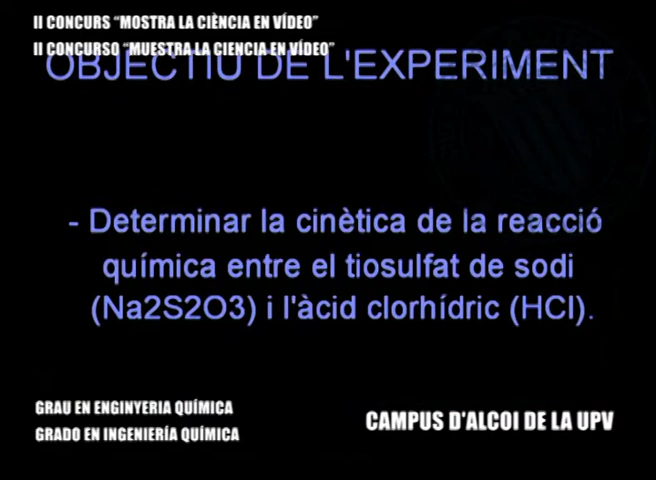 II CONCURS “MOSTRA LA CIÈNCIA EN VÍDEO”
II CONCURSO “MUESTRA LA CIENCIA EN VÍDEO”
OBJECTIU DE L'EXPERIMENT
- Determinar la cinètica de la reacció
química entre el tiosulfat de sodi
(Na2S2O3) i l'àcid clorhídric (HCl).
GRAU EN ENGINYERIA QUÍMICA
GRADO EN INGENIERÍA QUÍMICA
CAMPUS D'ALCOI DE LA UPV